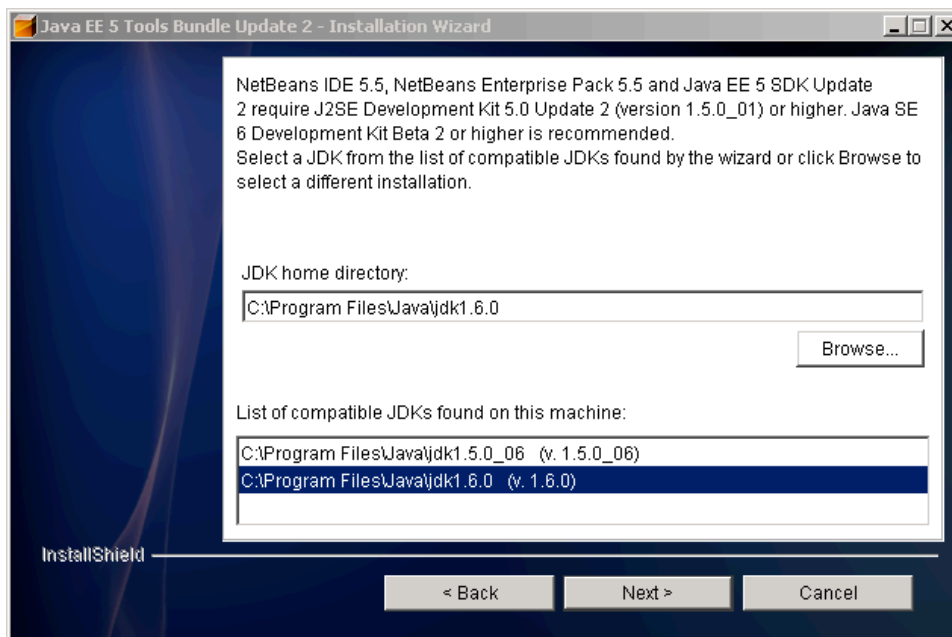 Java EE 5 Tools Bundle Update 2 - Installation Wizard
NetBeans IDE 5.5, NetBeans Enterprise Pack 5.5 and Java EE 5 SDK Update
2 require J2SE Development Kit 5.0 Update 2 (version 1.5.0_01) or higher. Java SE
6 Development Kit Beta 2 or higher is recommended.
Select a JDK from the list of compatible JDKs found by the wizard or click Browse to
select a different installation.
JDK home directory:
C:\Program Files\Java\jdk1.6.0
Browse...
List of compatible JDKs found on this machine:
C:\Program Files\Java\jdk1.5.0_06 (v. 1.5.0_06)
C:\Program Files\Java\jdk1.6.0 (v. 1.6.0)
InstallShield
< Back
Next >
Cancel